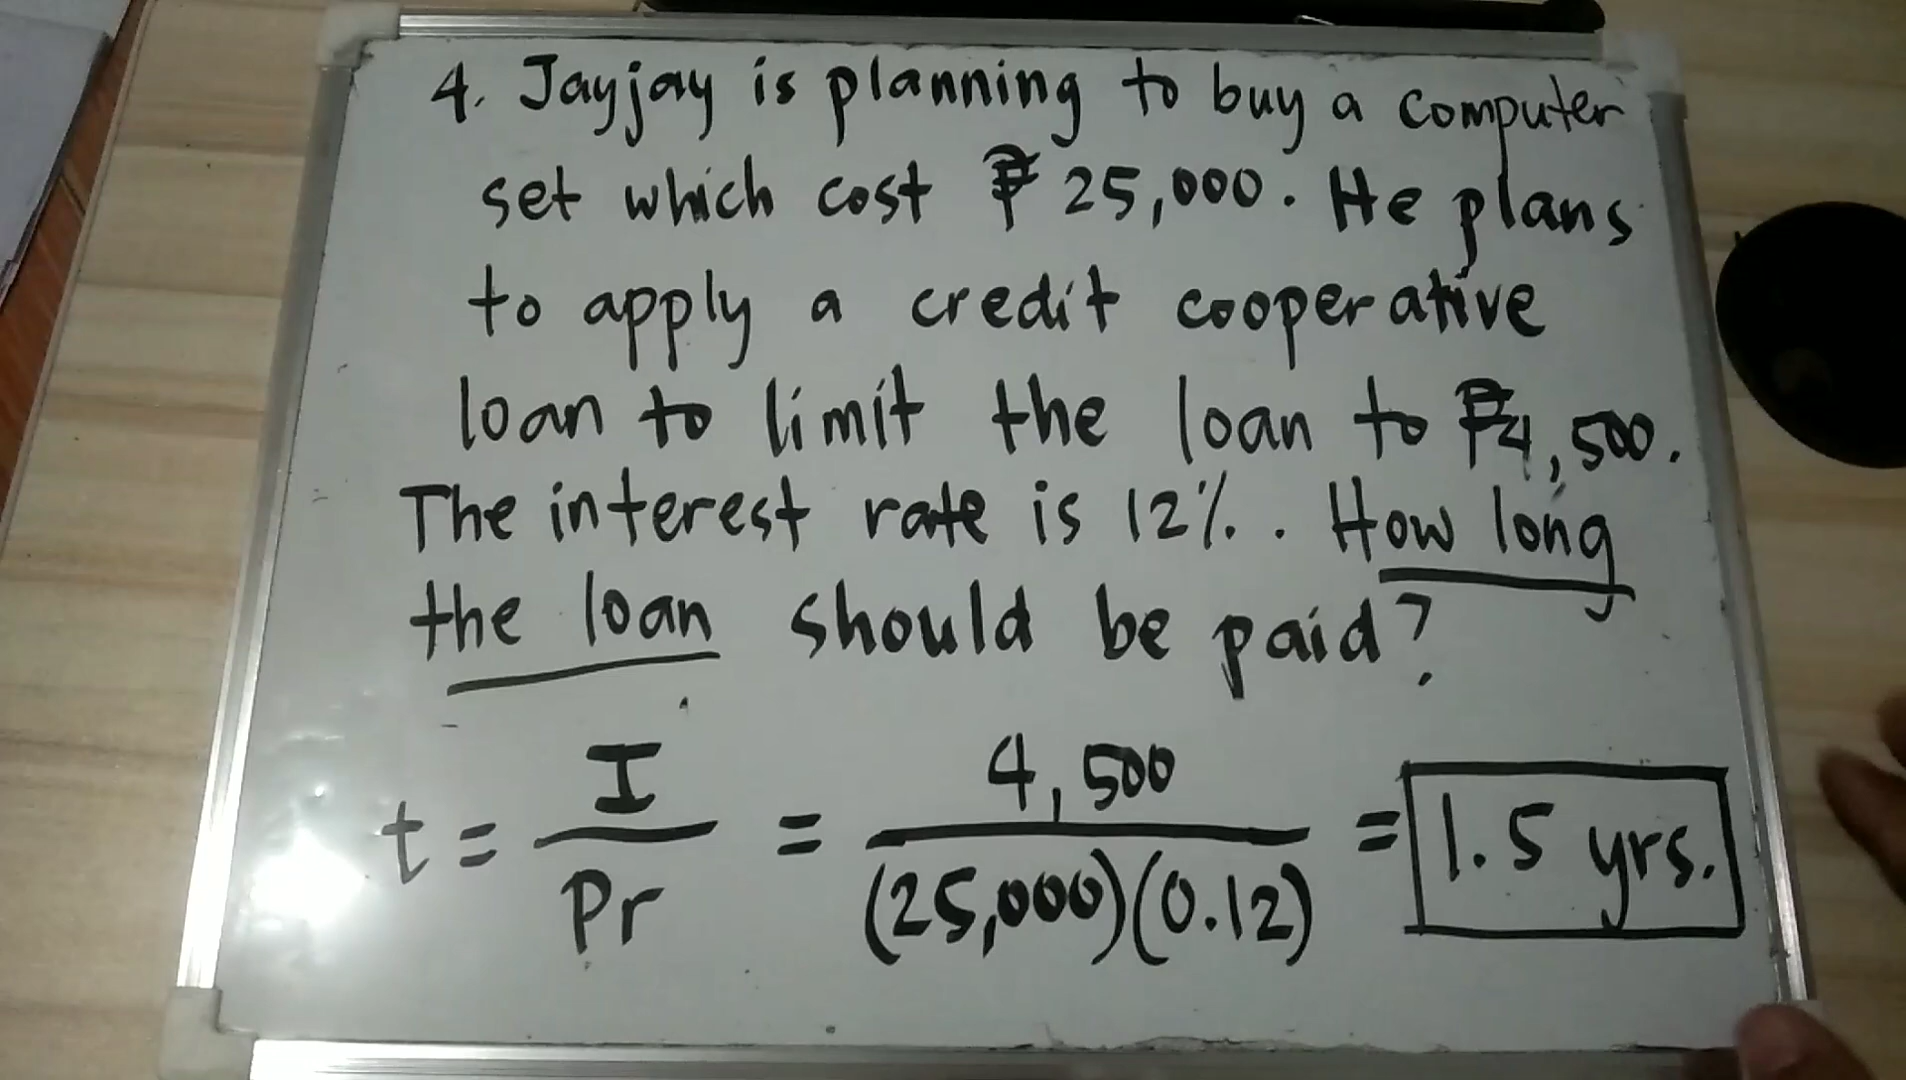 4. Jayjay is planning to buy a computer
set which cost ₱ 25,000. He plans
to apply a credit cooperative
loan to limit the loan to ₱4,500.
The interest rate is 12%. . How long
the loan should be paid?
t = I/Pr = 4,500/(25,000)(0.12) = 1.5 yrs.